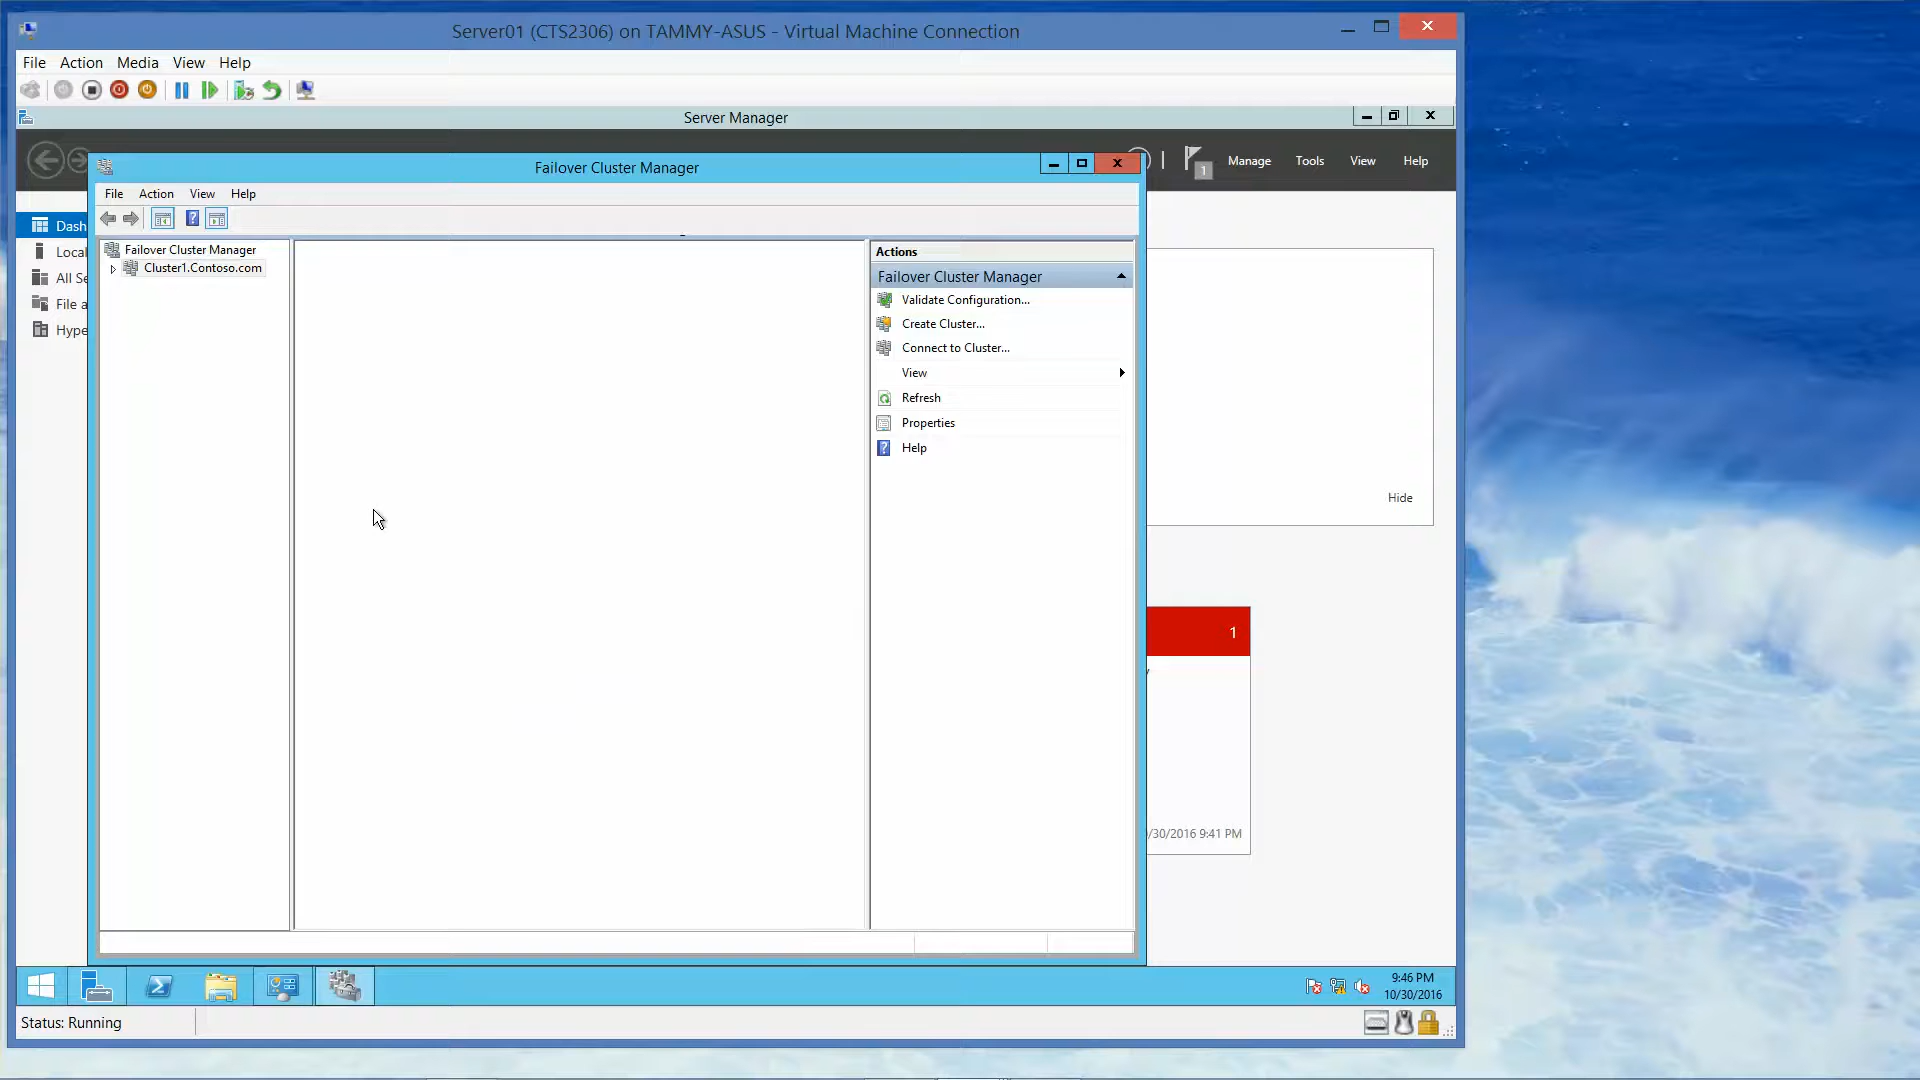 Server01 (CTS2306) on TAMMY-ASUS - Virtual Machine Connection
File Action Media View Help
Server Manager
1 Manage Tools View Help
Failover Cluster Manager
File Action View Help
Dash
Loca
All Se
File a
Hype
Failover Cluster Manager
Cluster1.Contoso.com
Actions
Failover Cluster Manager
Validate Configuration...
Create Cluster...
Connect to Cluster...
View
Refresh
Properties
Help
Hide
1
/30/2016 9:41 PM
9:46 PM
10/30/2016
Status: Running